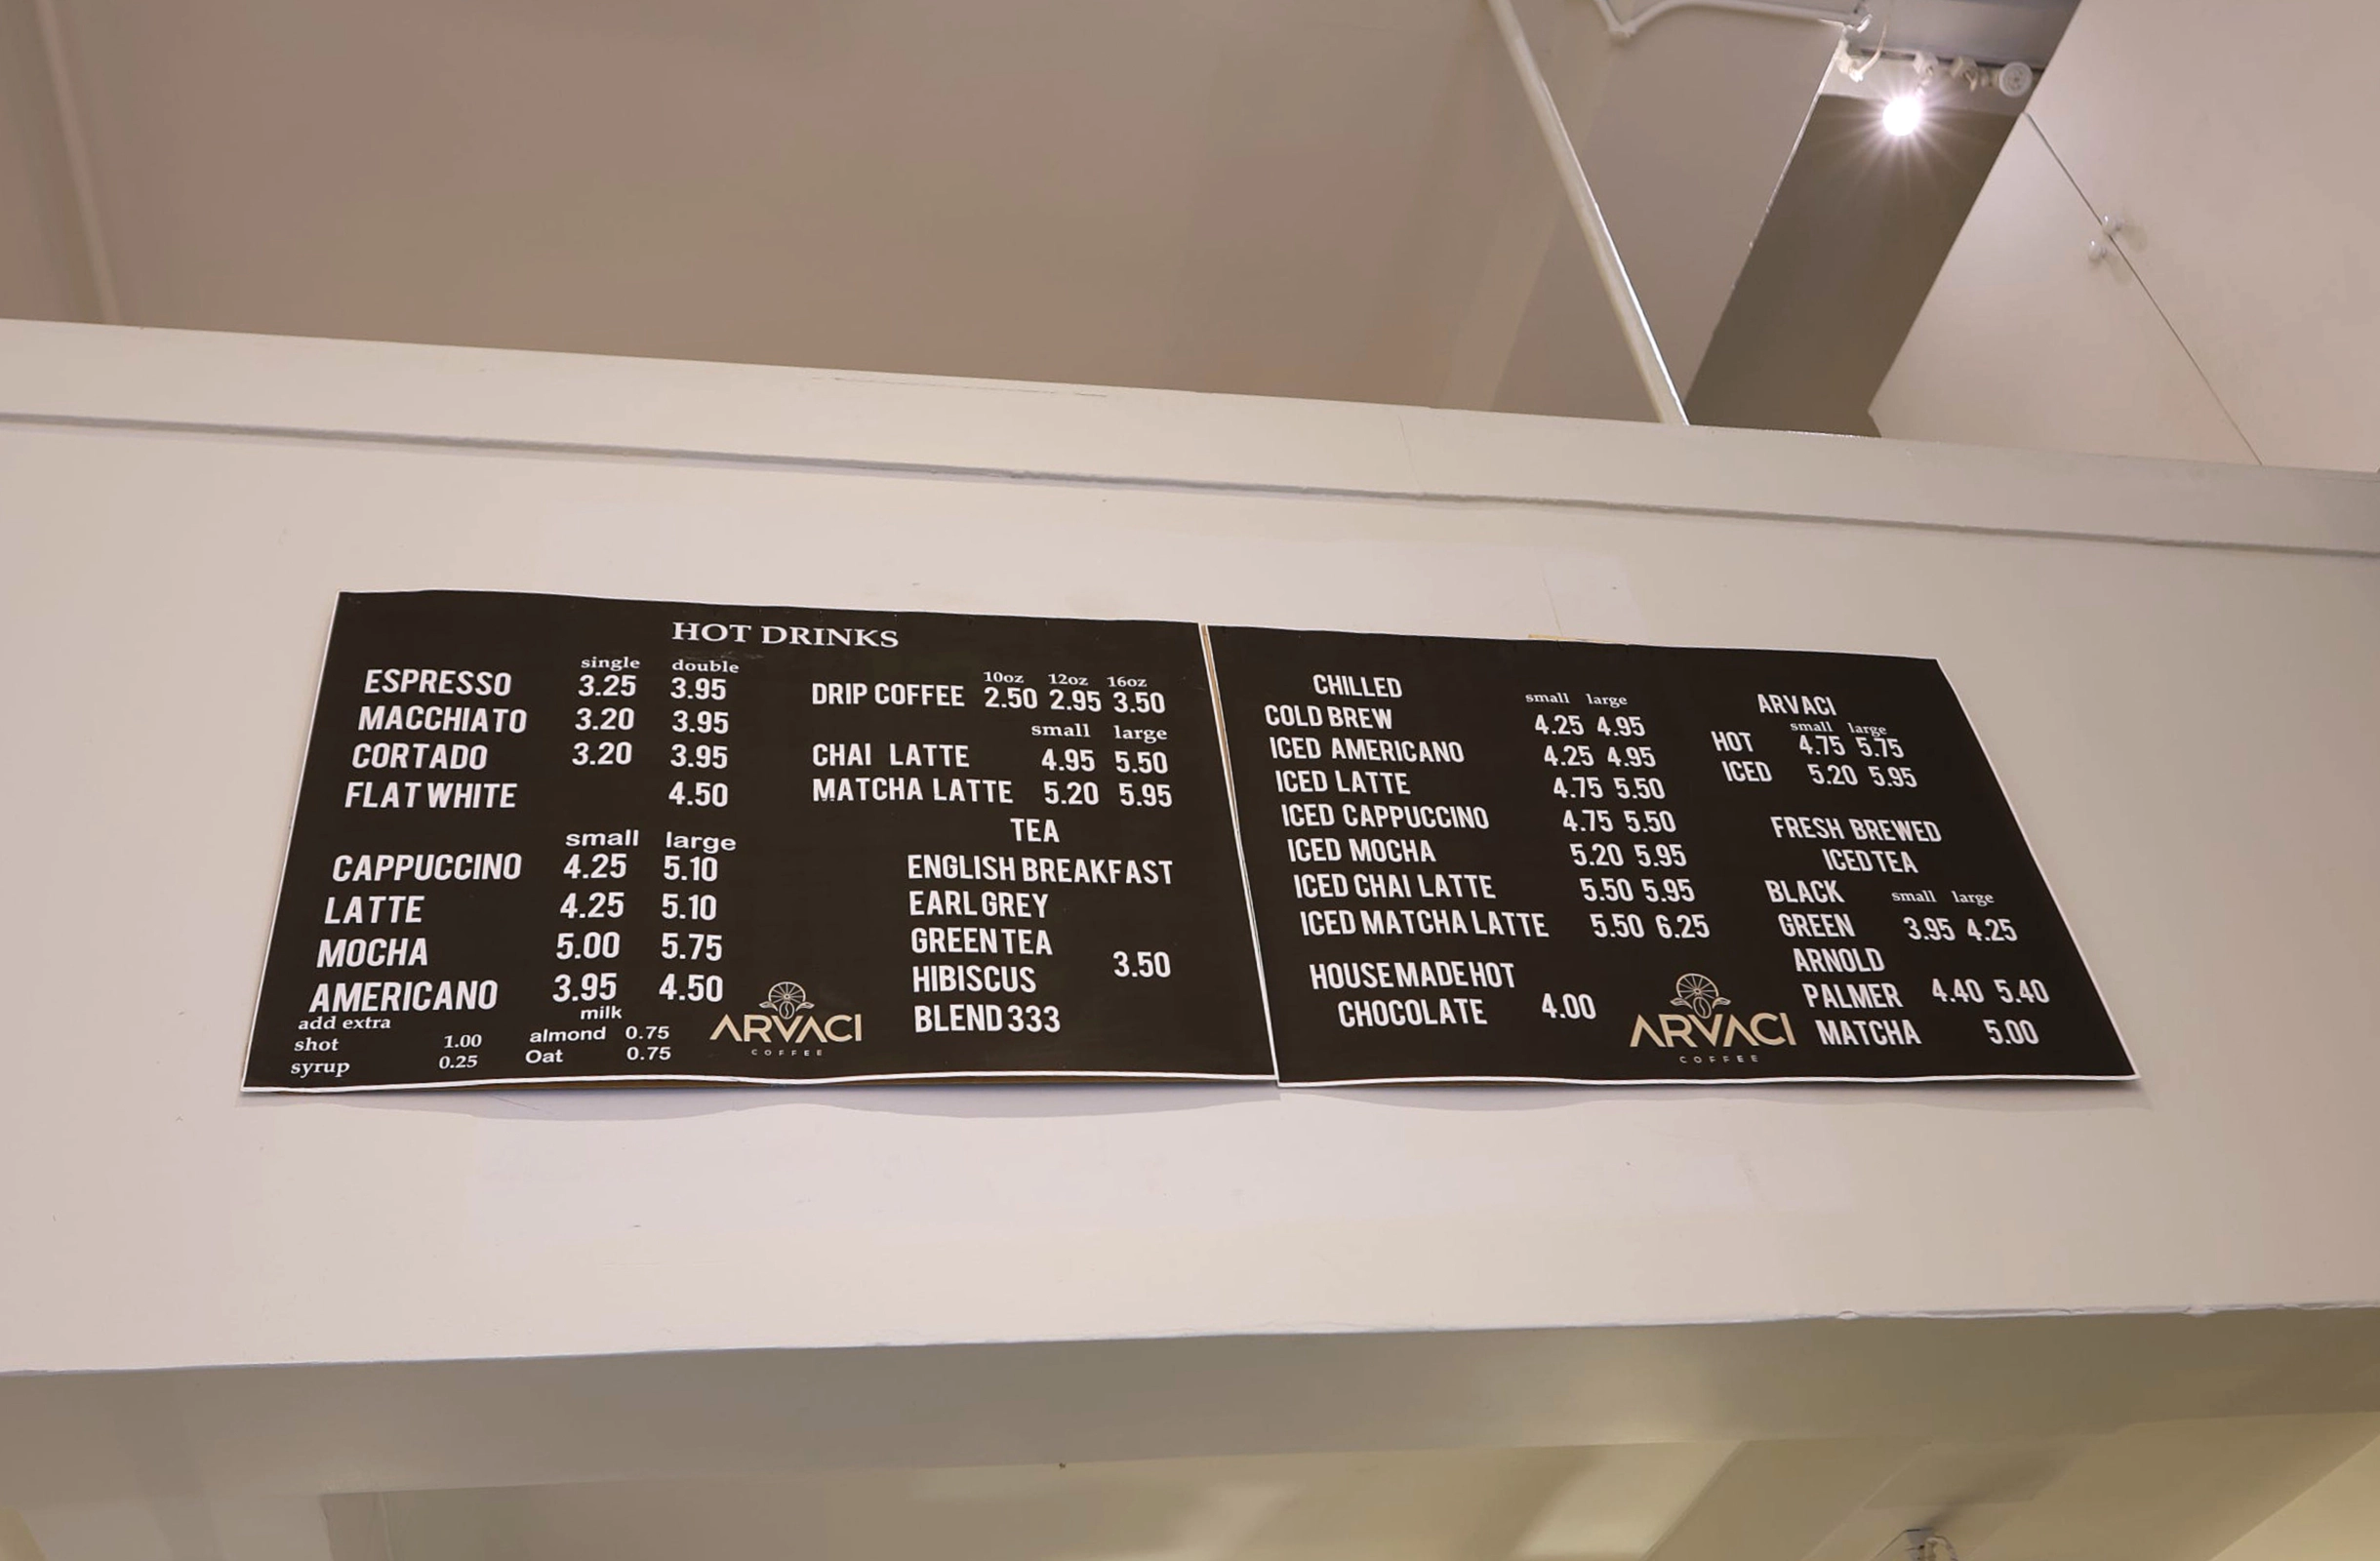 HOT DRINKS
single double
ESPRESSO 3.25 3.95
MACCHIATO 3.20 3.95
CORTADO 3.20 3.95
FLAT WHITE 4.50
small large
CAPPUCCINO 4.25 5.10
LATTE 4.25 5.10
MOCHA 5.00 5.75
AMERICANO 3.95 4.50
add extra
shot 1.00
syrup 0.25
milk
almond 0.75
Oat 0.75
ARVACI
COFFEE
10oz 12oz 16oz
DRIP COFFEE 2.50 2.95 3.50
small large
CHAI LATTE 4.95 5.50
MATCHA LATTE 5.20 5.95
TEA
ENGLISH BREAKFAST
EARL GREY
GREEN TEA
HIBISCUS 3.50
BLEND 333
CHILLED
small large
COLD BREW 4.25 4.95
ICED AMERICANO 4.25 4.95
ICED LATTE 4.75 5.50
ICED CAPPUCCINO 4.75 5.50
ICED MOCHA 5.20 5.95
ICED CHAI LATTE 5.50 5.95
ICED MATCHA LATTE 5.50 6.25
HOUSE MADE HOT
CHOCOLATE 4.00
ARVACI
COFFEE
ARVACI
small large
HOT 4.75 5.75
ICED 5.20 5.95
FRESH BREWED
ICED TEA
BLACK small large
GREEN 3.95 4.25
ARNOLD
PALMER 4.40 5.40
MATCHA 5.00